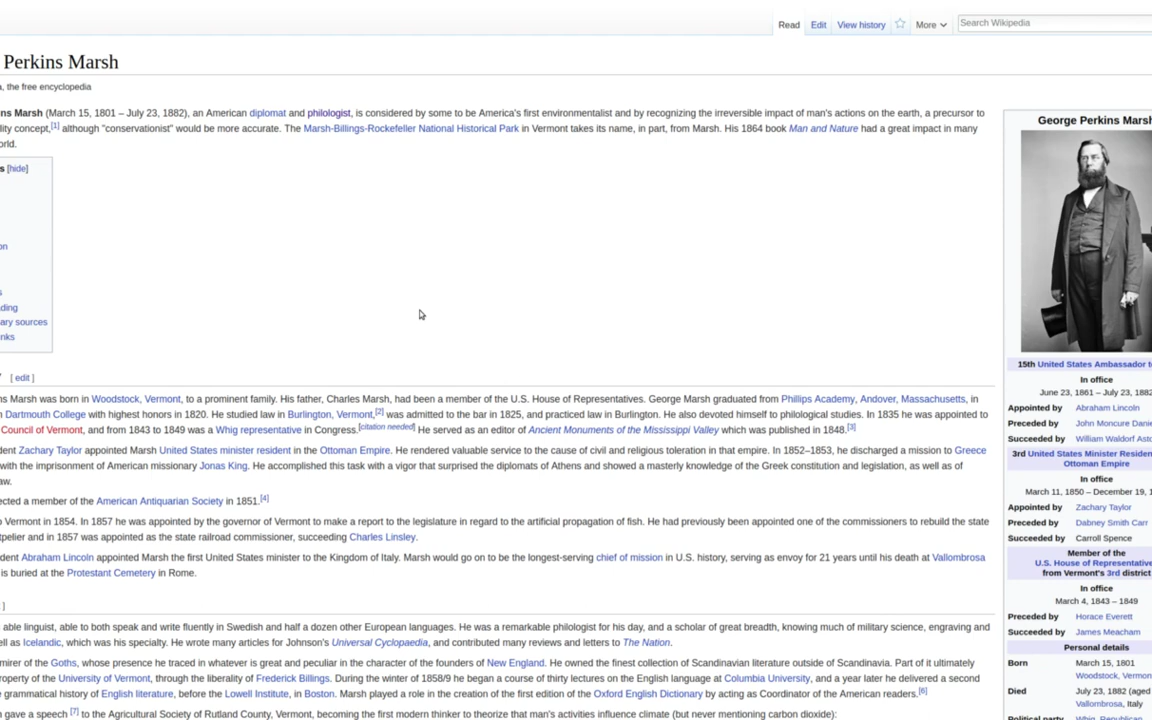 Read Edit View history More Search Wikipedia
Perkins Marsh
, the free encyclopedia
ns Marsh (March 15, 1801 – July 23, 1882), an American diplomat and philologist, is considered by some to be America's first environmentalist and by recognizing the irreversible impact of man's actions on the earth, a precursor to
lity concept,[1] although "conservationist" would be more accurate. The Marsh-Billings-Rockefeller National Historical Park in Vermont takes its name, in part, from Marsh. His 1864 book Man and Nature had a great impact in many
orld.
s [hide]
on
s
ding
ary sources
nks
[ edit ]
ns Marsh was born in Woodstock, Vermont, to a prominent family. His father, Charles Marsh, had been a member of the U.S. House of Representatives. George Marsh graduated from Phillips Academy, Andover, Massachusetts, in
Dartmouth College with highest honors in 1820. He studied law in Burlington, Vermont,[2] was admitted to the bar in 1825, and practiced law in Burlington. He also devoted himself to philological studies. In 1835 he was appointed to
Council of Vermont, and from 1843 to 1849 was a Whig representative in Congress.[citation needed] He served as an editor of Ancient Monuments of the Mississippi Valley which was published in 1848.[3]
dent Zachary Taylor appointed Marsh United States minister resident in the Ottoman Empire. He rendered valuable service to the cause of civil and religious toleration in that empire. In 1852–1853, he discharged a mission to Greece
with the imprisonment of American missionary Jonas King. He accomplished this task with a vigor that surprised the diplomats of Athens and showed a masterly knowledge of the Greek constitution and legislation, as well as of
aw.
ected a member of the American Antiquarian Society in 1851.[4]
o Vermont in 1854. In 1857 he was appointed by the governor of Vermont to make a report to the legislature in regard to the artificial propagation of fish. He had previously been appointed one of the commissioners to rebuild the state
tpelier and in 1857 was appointed as the state railroad commissioner, succeeding Charles Linsley.
dent Abraham Lincoln appointed Marsh the first United States minister to the Kingdom of Italy. Marsh would go on to be the longest-serving chief of mission in U.S. history, serving as envoy for 21 years until his death at Vallombrosa
is buried at the Protestant Cemetery in Rome.
]
able linguist, able to both speak and write fluently in Swedish and half a dozen other European languages. He was a remarkable philologist for his day, and a scholar of great breadth, knowing much of military science, engraving and
ell as Icelandic, which was his specialty. He wrote many articles for Johnson's Universal Cyclopaedia, and contributed many reviews and letters to The Nation.
mirer of the Goths, whose presence he traced in whatever is great and peculiar in the character of the founders of New England. He owned the finest collection of Scandinavian literature outside of Scandinavia. Part of it ultimately
roperty of the University of Vermont, through the liberality of Frederick Billings. During the winter of 1858/9 he began a course of thirty lectures on the English language at Columbia University, and a year later he delivered a second
grammatical history of English literature, before the Lowell Institute, in Boston. Marsh played a role in the creation of the first edition of the Oxford English Dictionary by acting as Coordinator of the American readers.[6]
n gave a speech [7] to the Agricultural Society of Rutland County, Vermont, becoming the first modern thinker to theorize that man's activities influence climate (but never mentioning carbon dioxide):
George Perkins Marsh
15th United States Ambassador to
In office
June 23, 1861 – July 23, 1882
Appointed by Abraham Lincoln
Preceded by John Moncure Danie
Succeeded by William Waldorf Asto
3rd United States Minister Residen
Ottoman Empire
In office
March 11, 1850 – December 19, 1
Appointed by Zachary Taylor
Preceded by Dabney Smith Carr
Succeeded by Carroll Spence
Member of the
U.S. House of Representative
from Vermont's 3rd district
In office
March 4, 1843 – 1849
Preceded by Horace Everett
Succeeded by James Meacham
Personal details
Born March 15, 1801
Woodstock, Vermon
Died July 23, 1882 (aged
Vallombrosa, Italy
Political party Whig, Republican